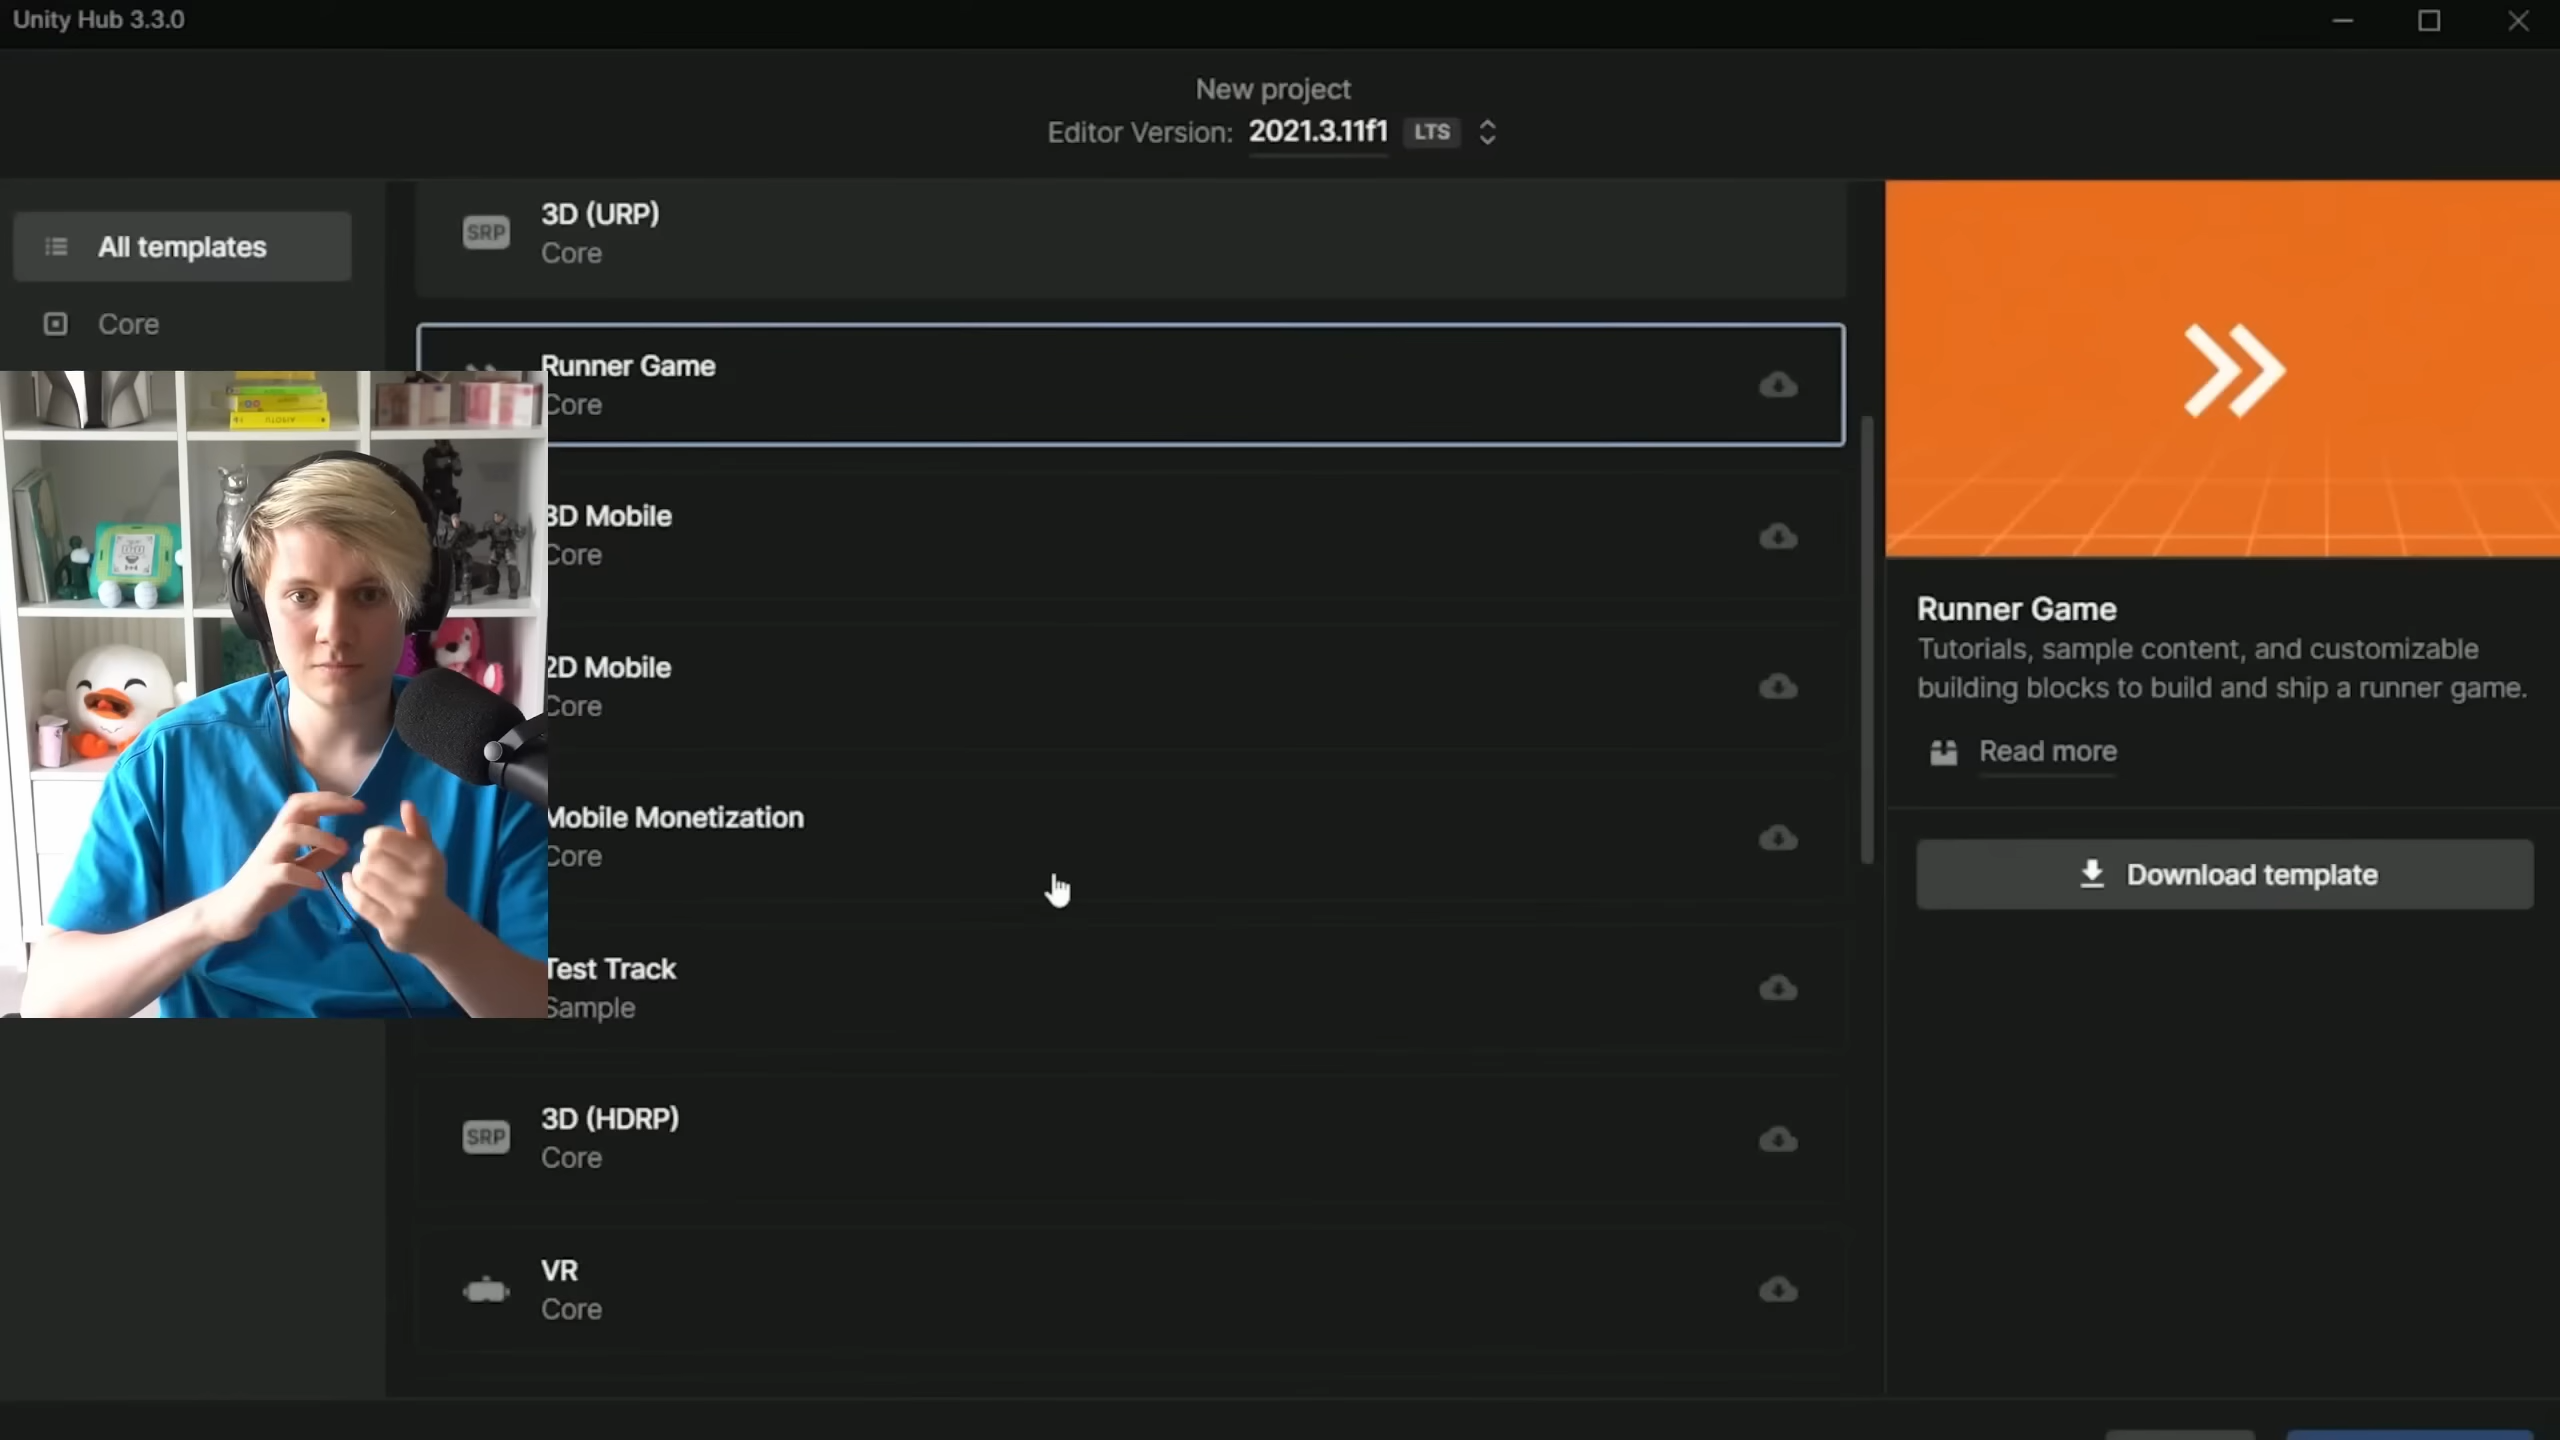 Unity Hub 3.3.0
New project
Editor Version: 2021.3.11f1 LTS
All templates
Core
3D (URP)
SRP
Core
Runner Game
Core
3D Mobile
Core
2D Mobile
Core
Mobile Monetization
Core
Test Track
Sample
3D (HDRP)
SRP
Core
VR
Core
Runner Game
Tutorials, sample content, and customizable
building blocks to build and ship a runner game.
Read more
Download template